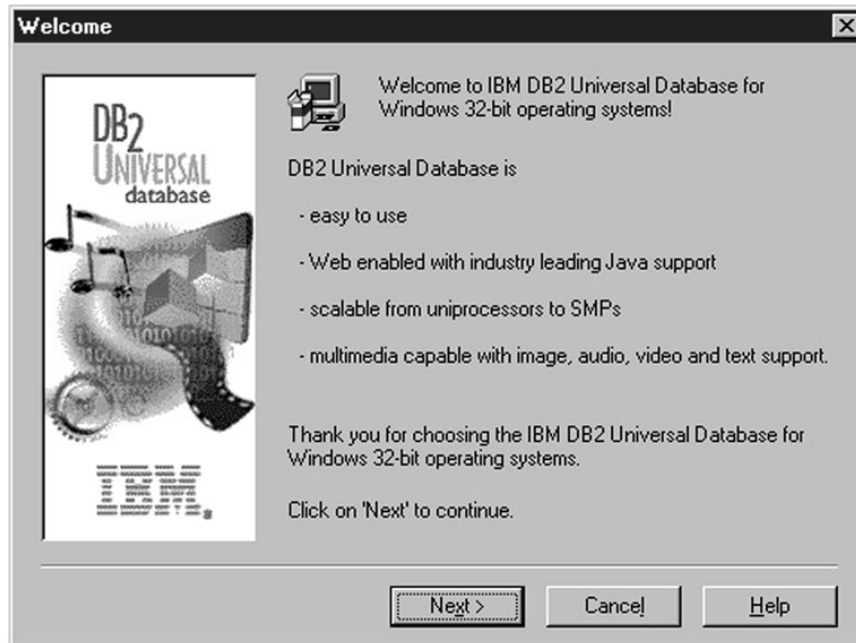 Welcome
DB2
UNIVERSAL
database
IBM
Welcome to IBM DB2 Universal Database for
Windows 32-bit operating systems!
DB2 Universal Database is
- easy to use
- Web enabled with industry leading Java support
- scalable from uniprocessors to SMPs
- multimedia capable with image, audio, video and text support.
Thank you for choosing the IBM DB2 Universal Database for
Windows 32-bit operating systems.
Click on 'Next' to continue.
Next >
Cancel
Help